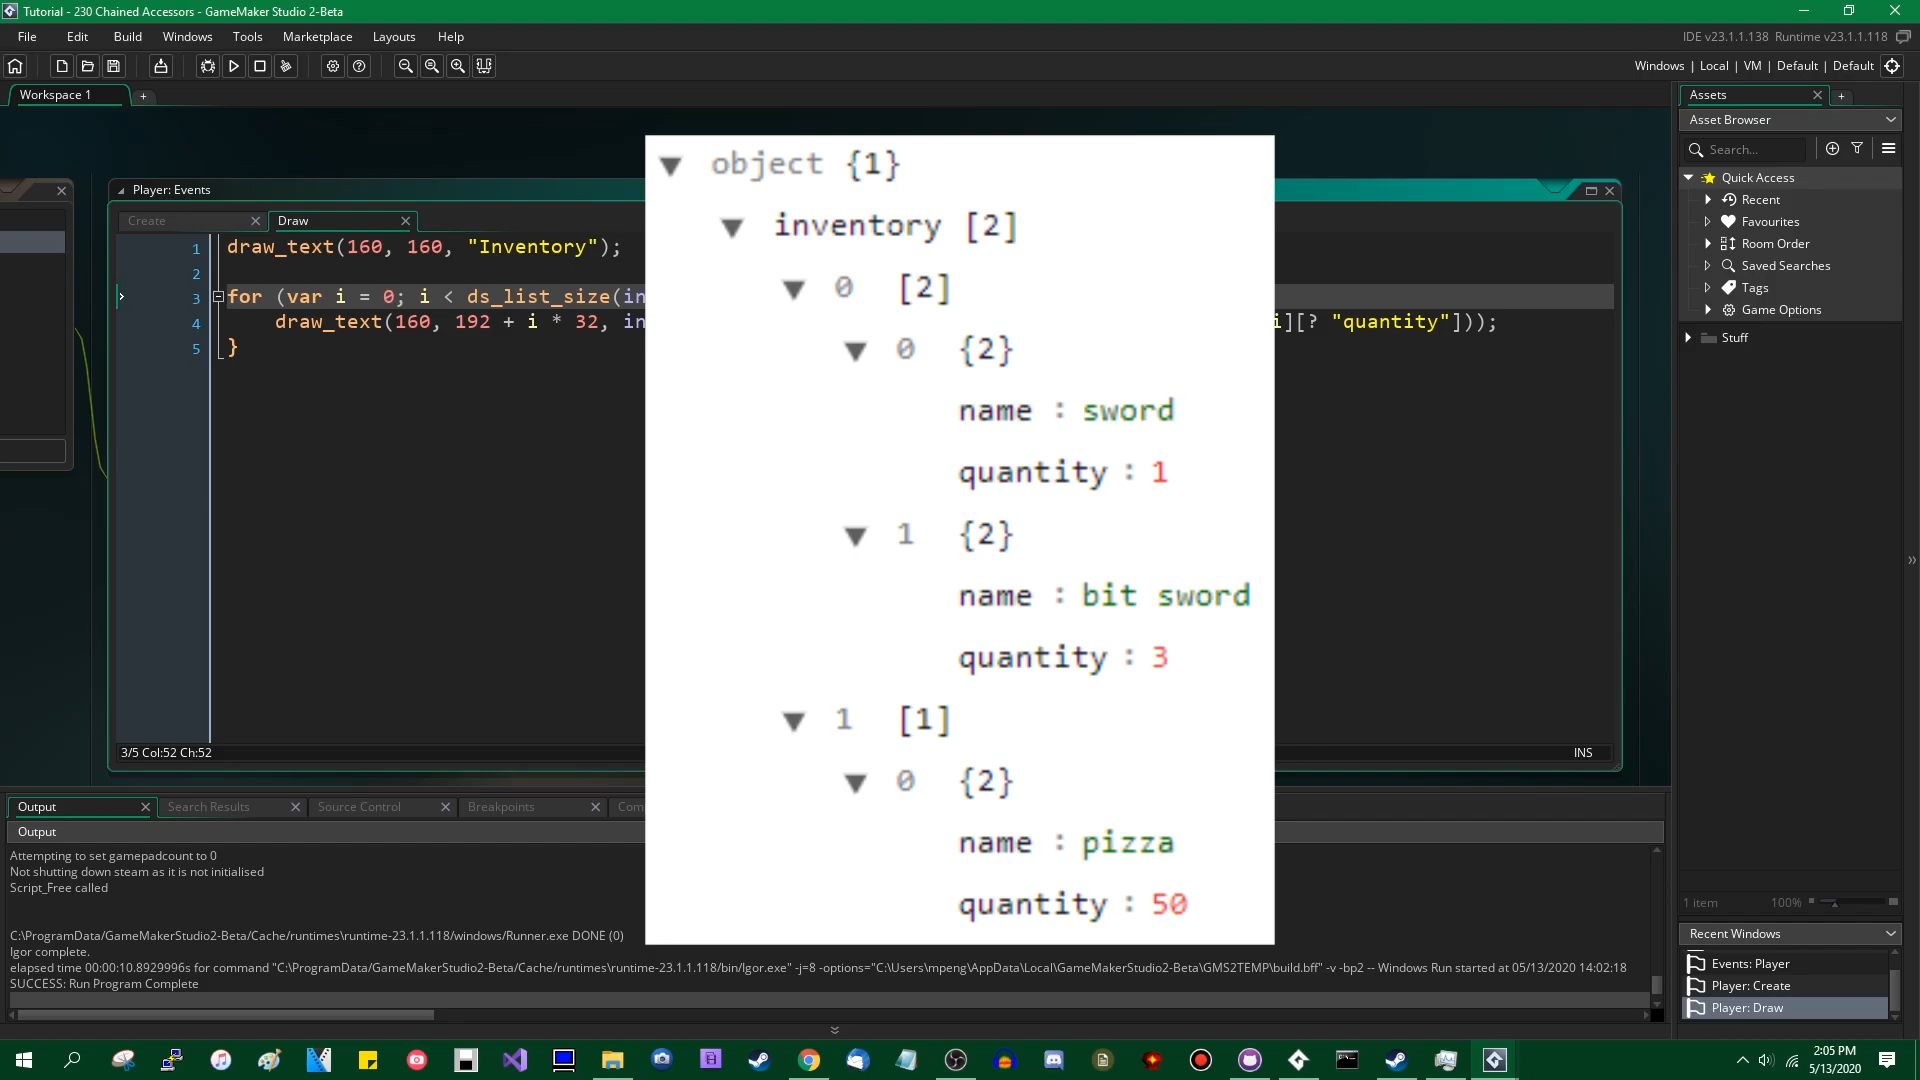 Tutorial - 230 Chained Accessors - GameMaker Studio 2-Beta
File Edit Build Windows Tools Marketplace Layouts Help
IDE v23.1.1.138 Runtime v23.1.1.118
Windows | Local | VM | Default | Default
Workspace 1
Player: Events
Create
Draw
1 draw_text(160, 160, "Inventory");
2
3 for (var i = 0; i < ds_list_size(in
4 draw_text(160, 192 + i * 32, in
i][? "quantity"]));
5 }
3/5 Col:52 Ch:52
INS
object {1}
inventory [2]
0 [2]
0 {2}
name : sword
quantity : 1
1 {2}
name : bit sword
quantity : 3
1 [1]
0 {2}
name : pizza
quantity : 50
Assets
Asset Browser
Search...
Quick Access
Recent
Favourites
Room Order
Saved Searches
Tags
Game Options
Stuff
1 item 100%
Recent Windows
Events: Player
Player: Create
Player: Draw
Output
Search Results
Source Control
Breakpoints
Com
Output
Attempting to set gamepadcount to 0
Not shutting down steam as it is not initialised
Script_Free called
C:\ProgramData/GameMakerStudio2-Beta/Cache/runtimes\runtime-23.1.1.118/windows/Runner.exe DONE (0)
Igor complete.
elapsed time 00:00:10.8929996s for command "C:\ProgramData/GameMakerStudio2-Beta/Cache/runtimes\runtime-23.1.1.118/bin/Igor.exe" -j=8 -options="C:\Users\mpeng\AppData\Local\GameMakerStudio2-Beta\GMS2TEMP\build.bff" -v -bp2 -- Windows Run started at 05/13/2020 14:02:18
SUCCESS: Run Program Complete
2:05 PM
5/13/2020